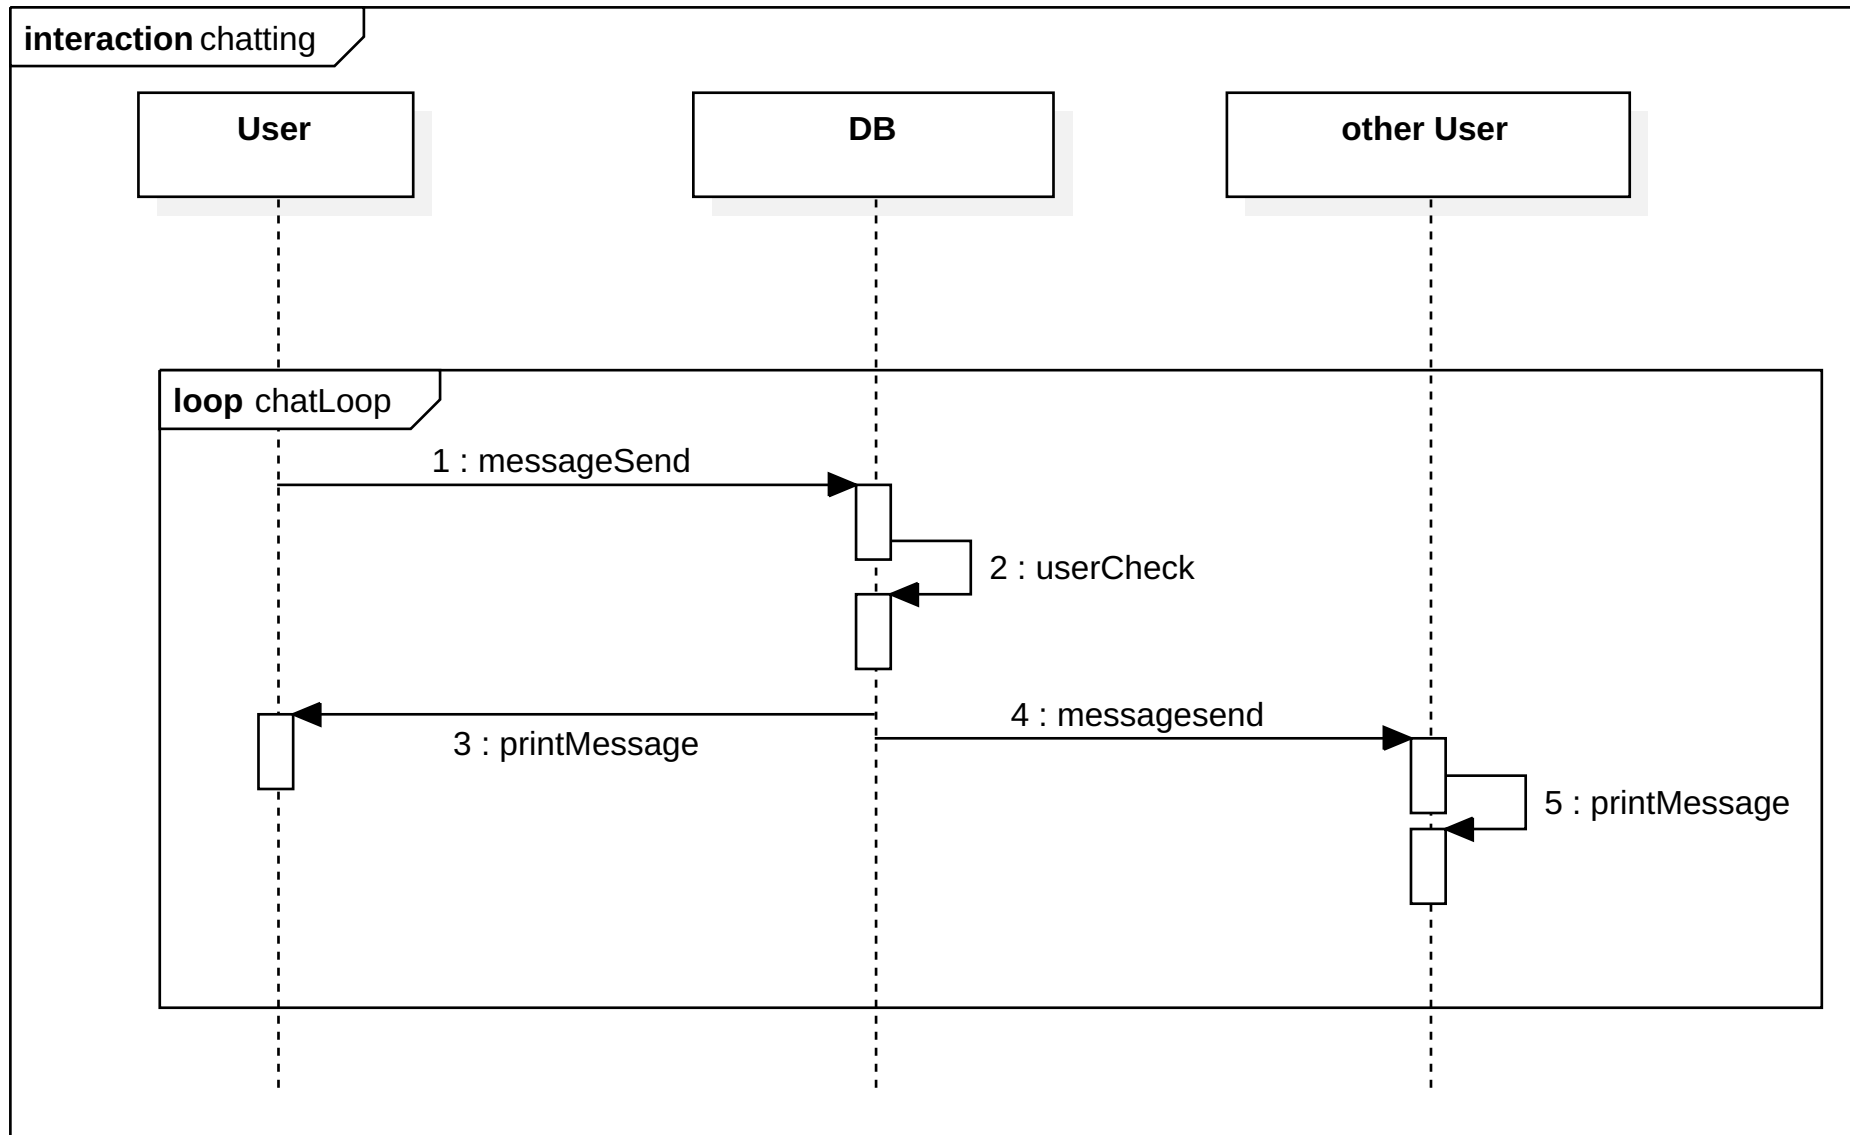 interaction chatting
User
DB
other User
loop chatLoop
1 : messageSend
2 : userCheck
3 : printMessage
4 : messagesend
5 : printMessage